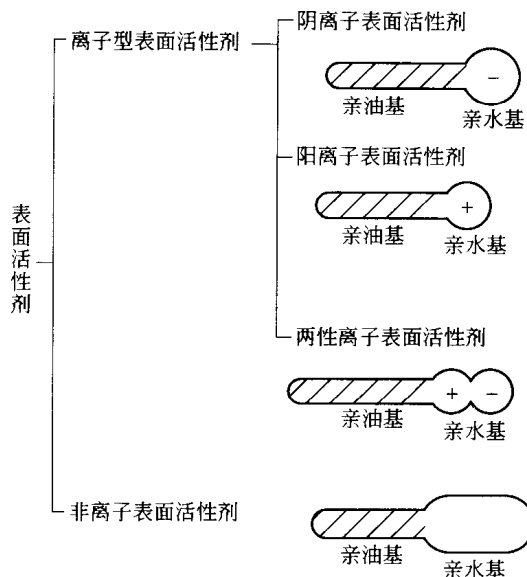 阴离子表面活性剂
离子型表面活性剂
-
亲油基
亲水基
阳离子表面活性剂
+
亲油基
亲水基
表面活性剂
两性离子表面活性剂
+ -
亲油基
亲水基
非离子表面活性剂
亲油基
亲水基